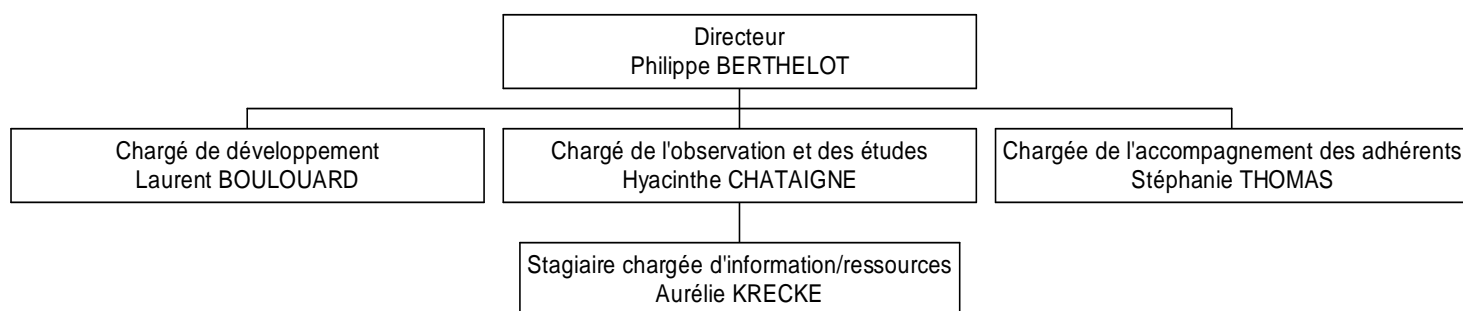 Directeur
Philippe BERTHELOT
Chargé de développement
Laurent BOULOUARD
Chargé de l'observation et des études
Hyacinthe CHATAIGNE
Chargée de l'accompagnement des adhérents
Stéphanie THOMAS
Stagiaire chargée d'information/ressources
Aurélie KRECKE